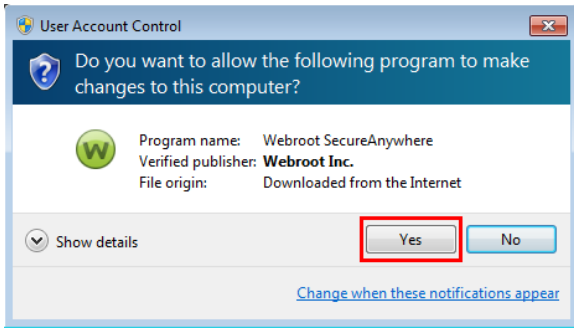 User Account Control
Do you want to allow the following program to make
changes to this computer?
W
Program name: Webroot SecureAnywhere
Verified publisher: Webroot Inc.
File origin: Downloaded from the Internet
Show details
Yes
No
Change when these notifications appear